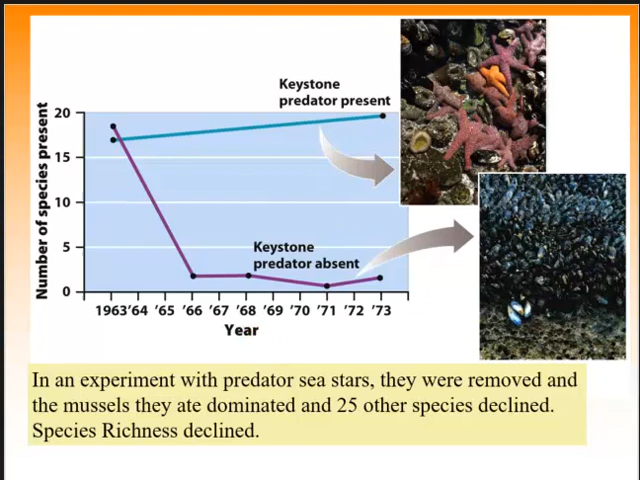 Keystone
predator present
Number of species present
20
15
10
5
0
Keystone
predator absent
1963 '64 '65 '66 '67 '68 '69 '70 '71 '72 '73
Year
In an experiment with predator sea stars, they were removed and
the mussels they ate dominated and 25 other species declined.
Species Richness declined.